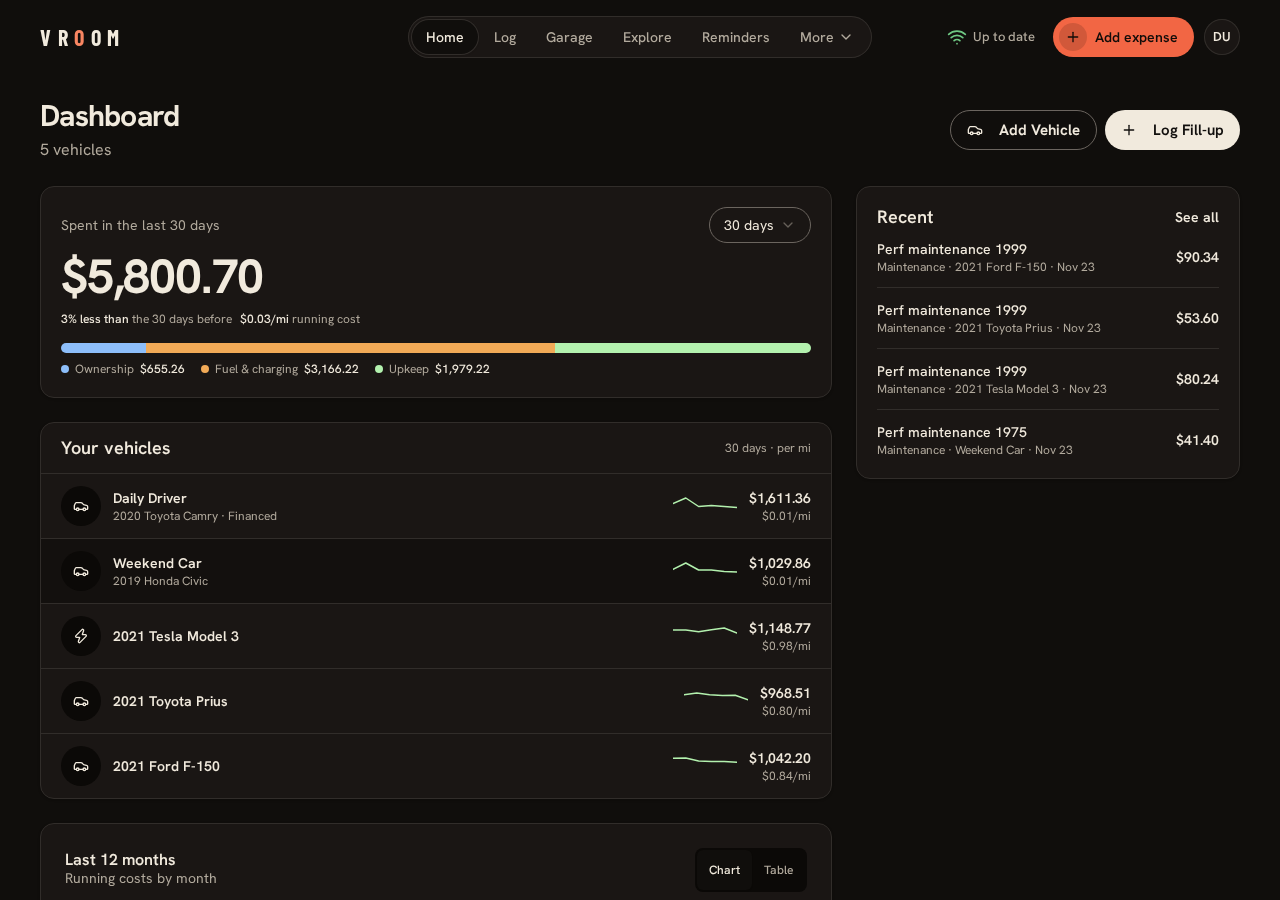 VROOM
Home Log Garage Explore Reminders More
Up to date
Add expense
DU
Dashboard
5 vehicles
Add Vehicle
Log Fill-up
Spent in the last 30 days
30 days
$5,800.70
3% less than the 30 days before $0.03/mi running cost
Ownership $655.26 Fuel & charging $3,166.22 Upkeep $1,979.22
Your vehicles
30 days · per mi
Daily Driver
2020 Toyota Camry · Financed
$1,611.36
$0.01/mi
Weekend Car
2019 Honda Civic
$1,029.86
$0.01/mi
2021 Tesla Model 3
$1,148.77
$0.98/mi
2021 Toyota Prius
$968.51
$0.80/mi
2021 Ford F-150
$1,042.20
$0.84/mi
Last 12 months
Running costs by month
Chart Table
Recent
See all
Perf maintenance 1999
Maintenance · 2021 Ford F-150 · Nov 23
$90.34
Perf maintenance 1999
Maintenance · 2021 Toyota Prius · Nov 23
$53.60
Perf maintenance 1999
Maintenance · 2021 Tesla Model 3 · Nov 23
$80.24
Perf maintenance 1975
Maintenance · Weekend Car · Nov 23
$41.40